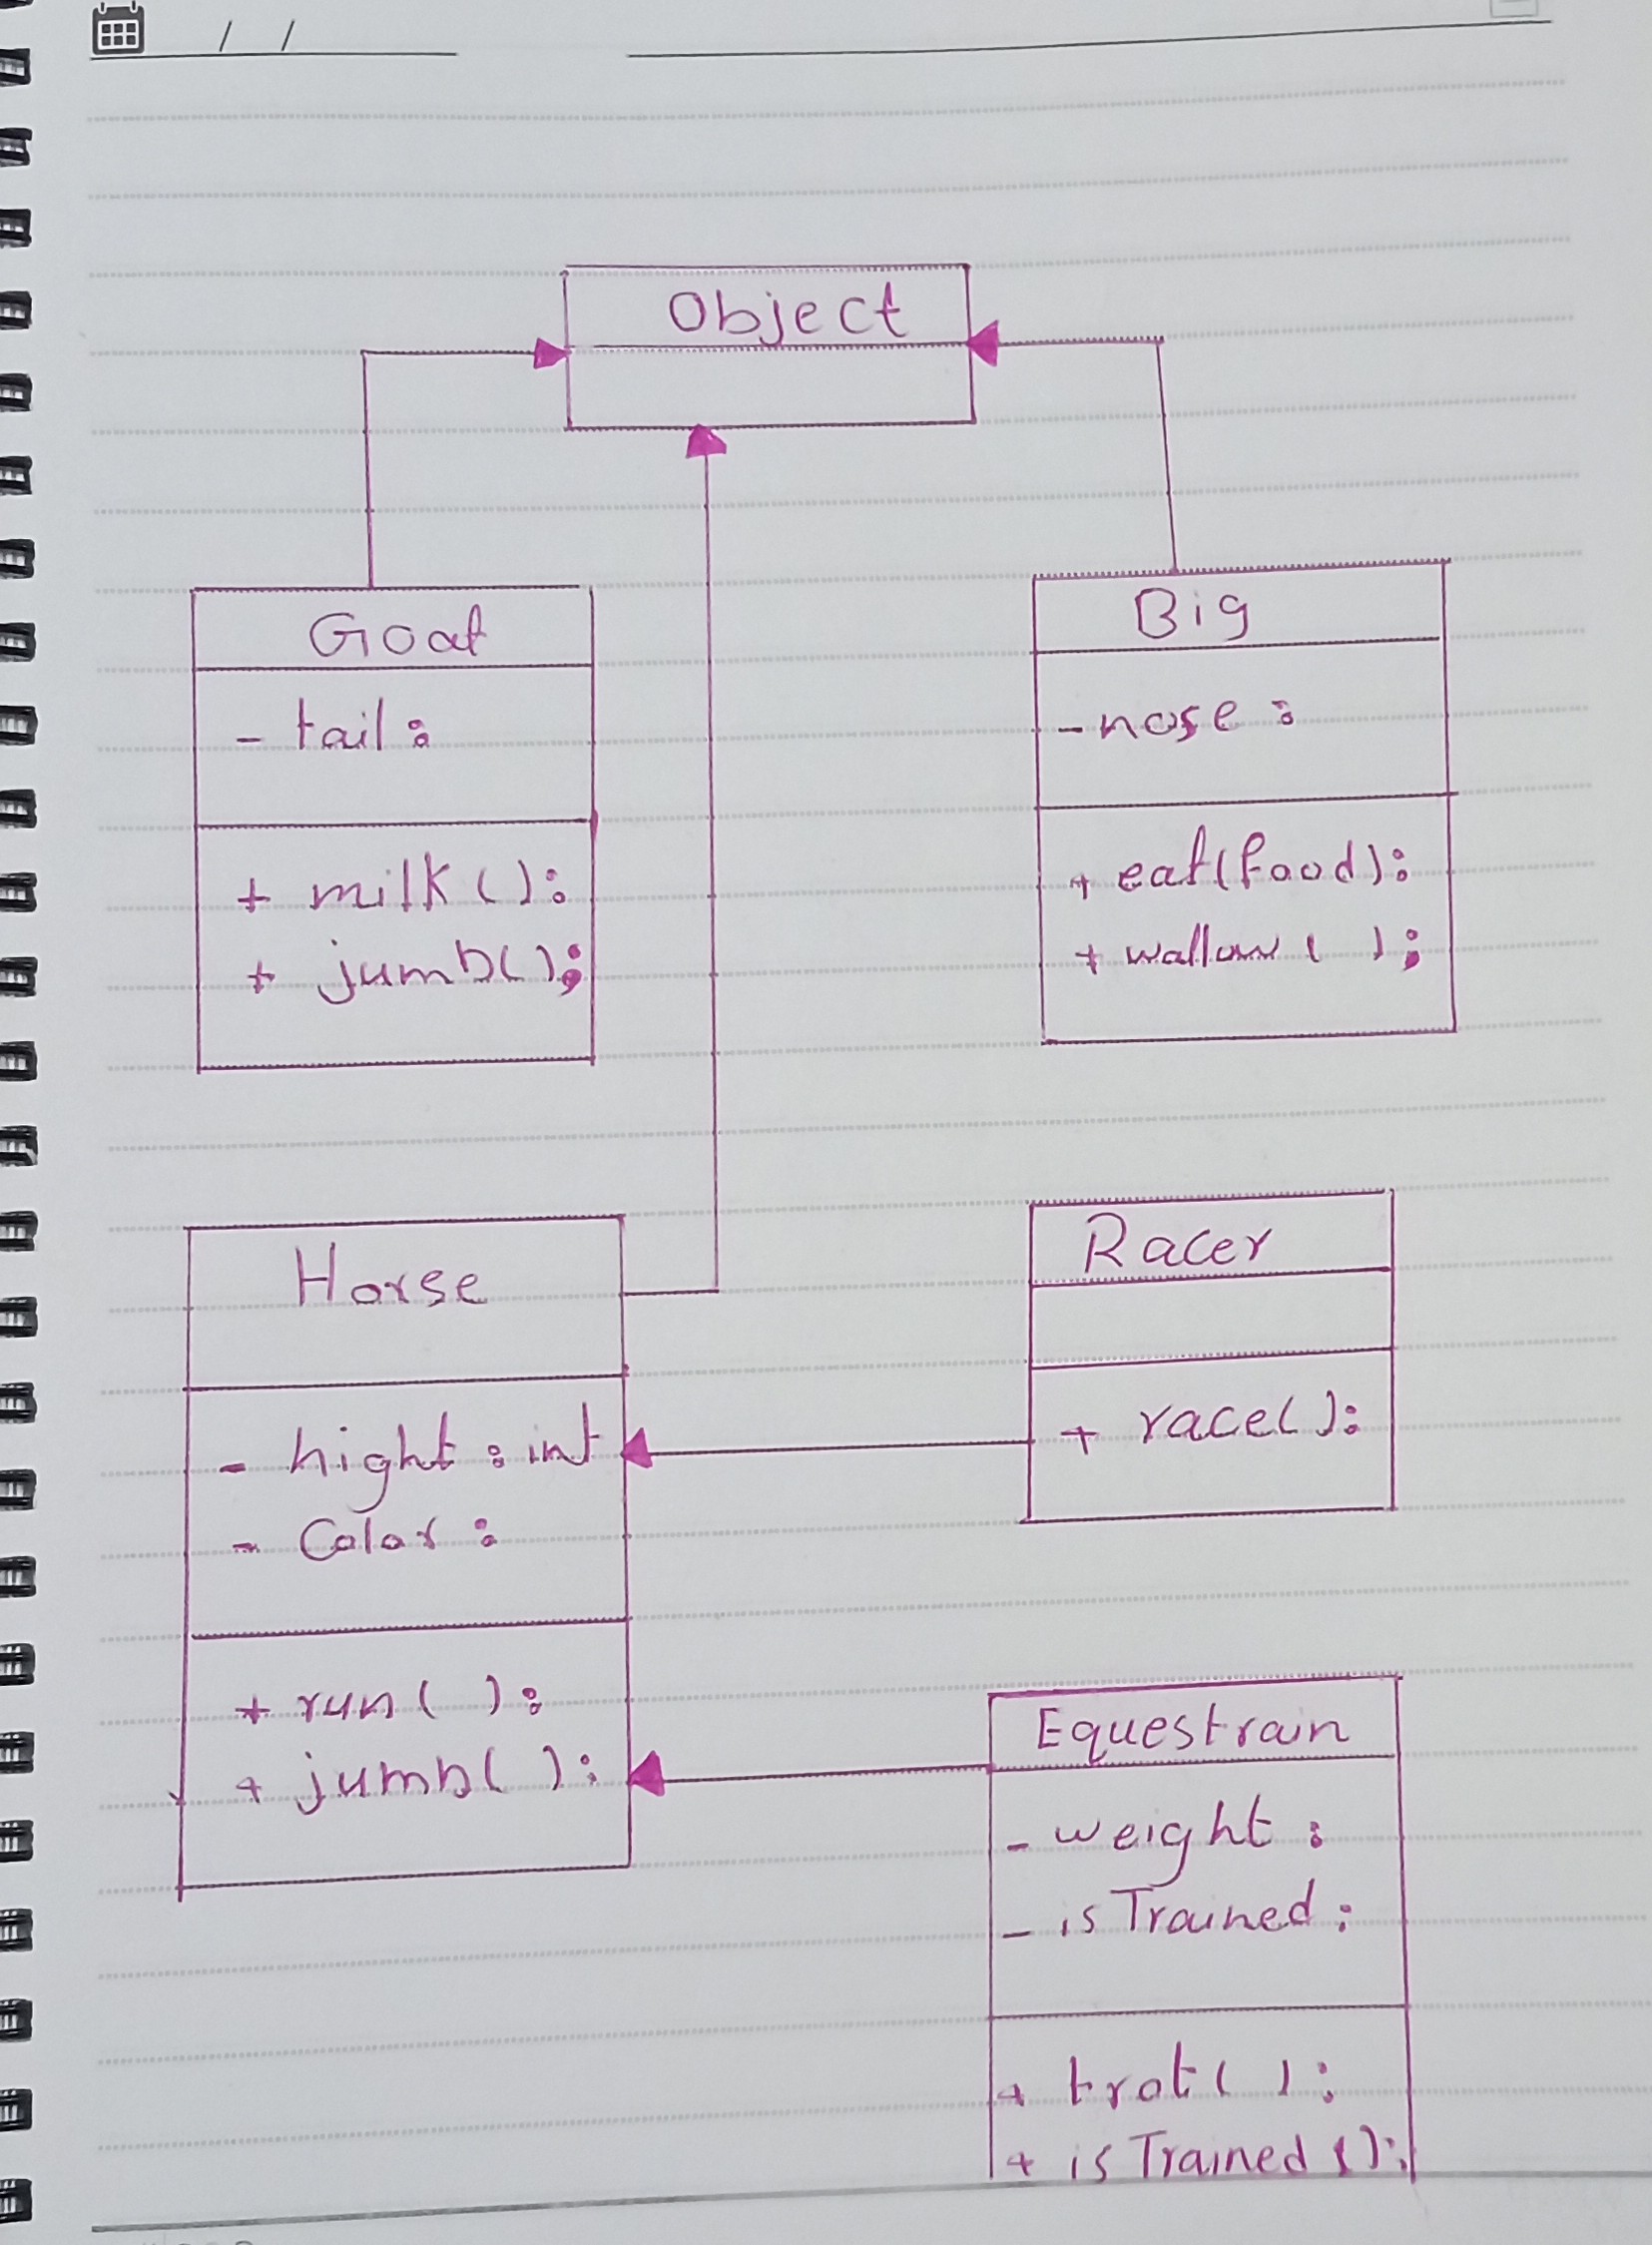 / /
Object
Goat
- tail :
+ milk ( ) :
+ jumb( ) ;
Big
- nose :
+ eat(food) :
+ wallow ( ) ;
Horse
- hight : int
- Color :
+ run ( ) :
+ jumb( ) :
Racer
+ race( ) :
Equestrain
- weight :
- isTrained :
+ trot ( ) :
+ isTrained ( ) :